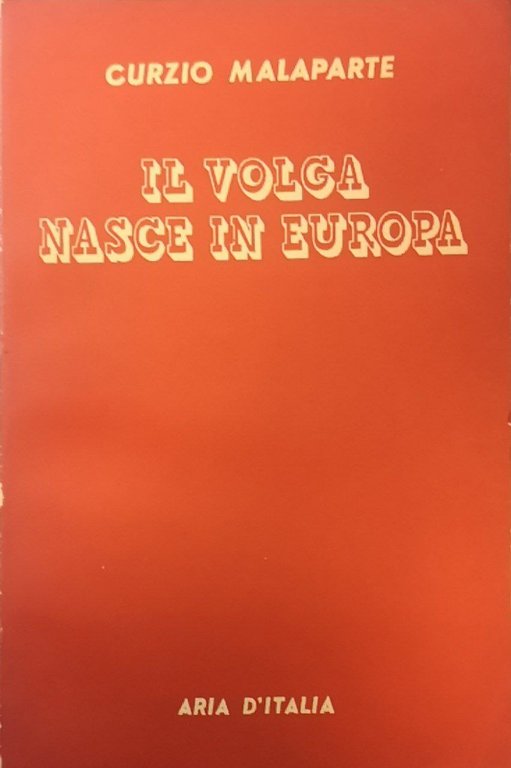 CURZIO MALAPARTE
IL VOLGA
NASCE IN EUROPA
ARIA D'ITALIA